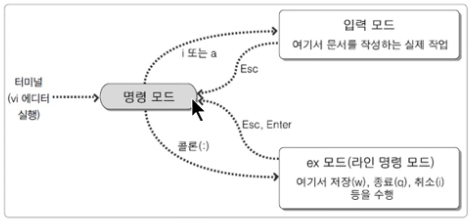 입력 모드
여기서 문서를 작성하는 실제 작업
i 또는 a
Esc
터미널
(vi 에디터
실행)
명령 모드
Esc, Enter
콜론(:)
ex 모드(라인 명령 모드)
여기서 저장(w), 종료(q), 취소(i)
등을 수행